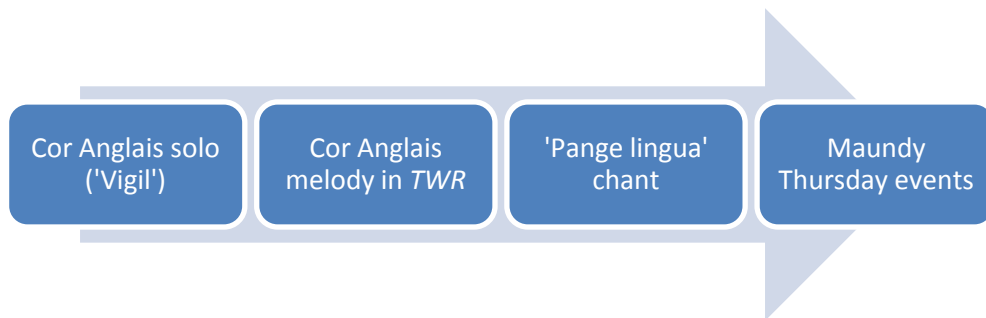 Cor Anglais solo
('Vigil')
Cor Anglais
melody in TWR
'Pange lingua'
chant
Maundy
Thursday events